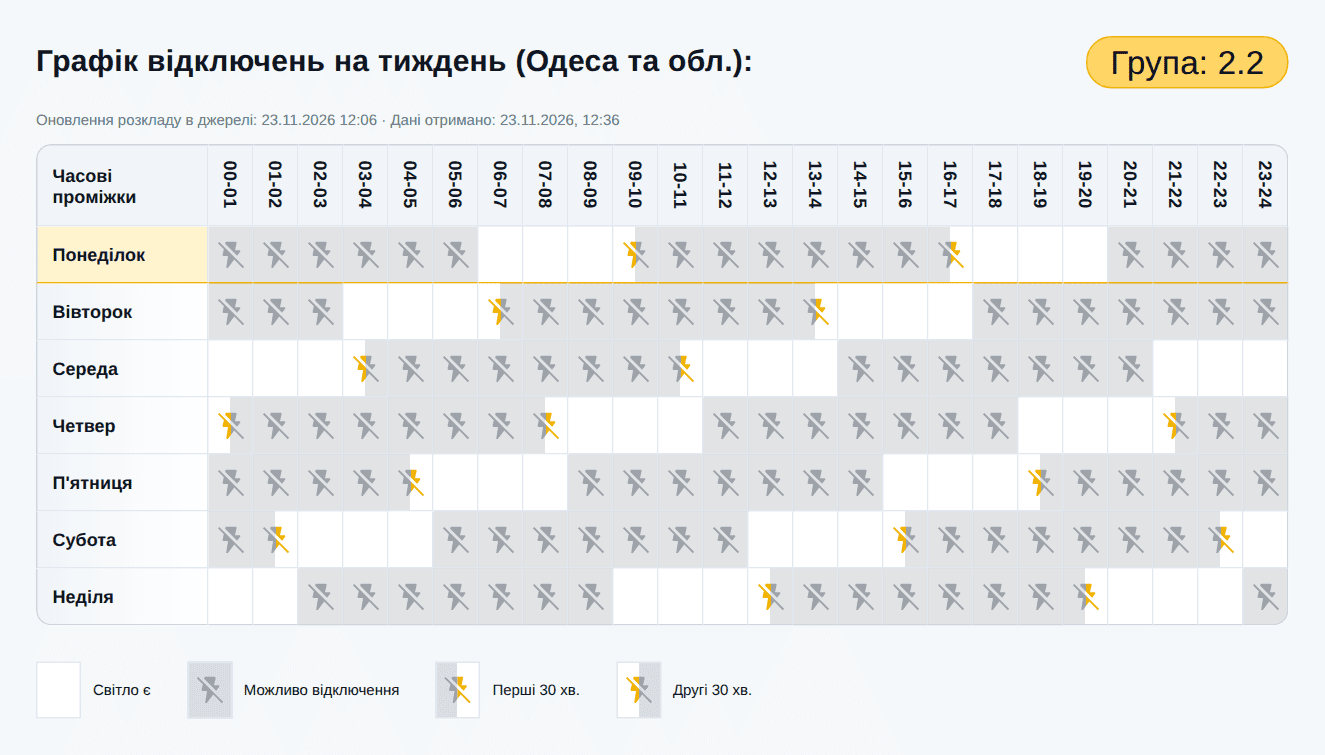 Графік відключень на тиждень (Одеса та обл.):
Група: 2.2
Оновлення розкладу в джерелі: 23.11.2026 12:06 · Дані отримано: 23.11.2026, 12:36
Часові
проміжки
00-01 01-02 02-03 03-04 04-05 05-06 06-07 07-08 08-09 09-10 10-11 11-12 12-13 13-14 14-15 15-16 16-17 17-18 18-19 19-20 20-21 21-22 22-23 23-24
Понеділок
Вівторок
Середа
Четвер
П'ятниця
Субота
Неділя
Світло є
Можливо відключення
Перші 30 хв.
Другі 30 хв.